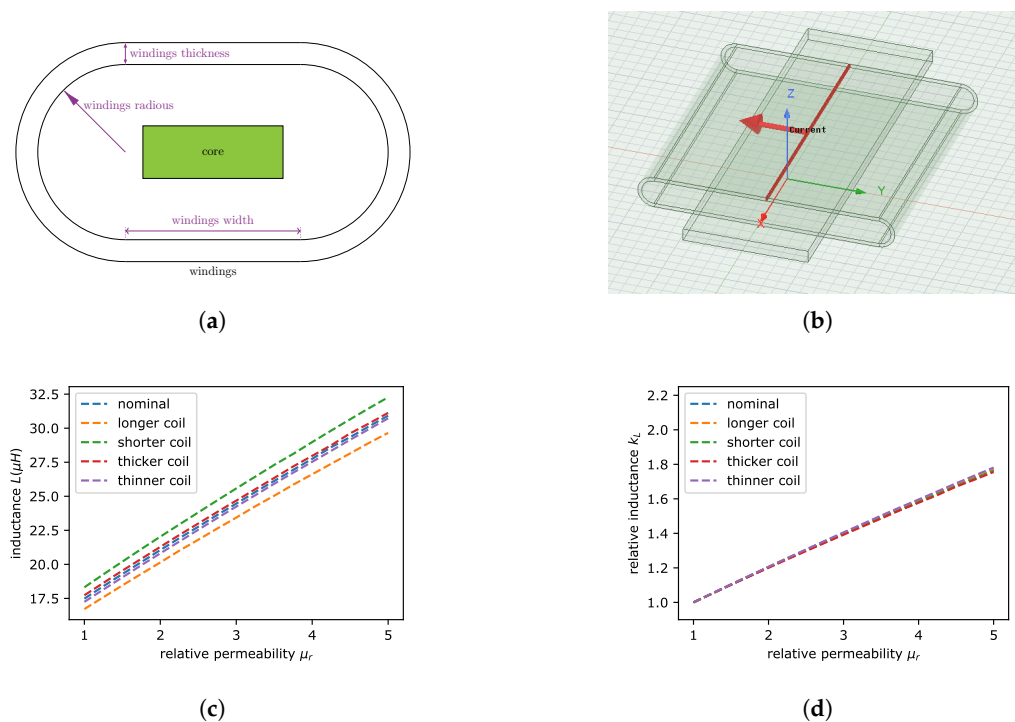 windings thickness
windings radious
core
windings width
windings
(a)
Z
Current
Y
X
(b)
32.5
30.0
27.5
25.0
22.5
20.0
17.5
inductance L(μH)
nominal
longer coil
shorter coil
thicker coil
thinner coil
1 2 3 4 5
relative permeability μr
(c)
2.2
2.0
1.8
1.6
1.4
1.2
1.0
relative inductance kL
nominal
longer coil
shorter coil
thicker coil
thinner coil
1 2 3 4 5
relative permeability μr
(d)